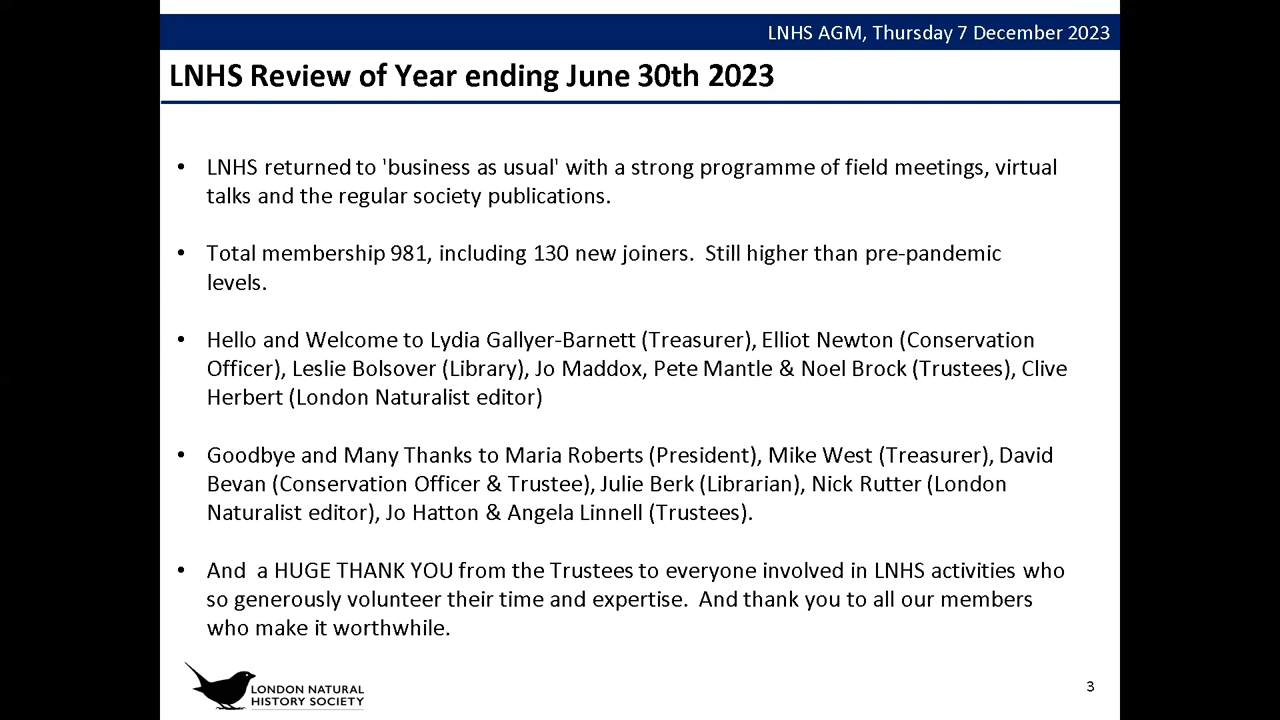 LNHS AGM, Thursday 7 December 2023
LNHS Review of Year ending June 30th 2023
• LNHS returned to 'business as usual' with a strong programme of field meetings, virtual
talks and the regular society publications.
• Total membership 981, including 130 new joiners.  Still higher than pre-pandemic
levels.
• Hello and Welcome to Lydia Gallyer-Barnett (Treasurer), Elliot Newton (Conservation
Officer), Leslie Bolsover (Library), Jo Maddox, Pete Mantle & Noel Brock (Trustees), Clive
Herbert (London Naturalist editor)
• Goodbye and Many Thanks to Maria Roberts (President), Mike West (Treasurer), David
Bevan (Conservation Officer & Trustee), Julie Berk (Librarian), Nick Rutter (London
Naturalist editor), Jo Hatton & Angela Linnell (Trustees).
• And  a HUGE THANK YOU from the Trustees to everyone involved in LNHS activities who
so generously volunteer their time and expertise.  And thank you to all our members
who make it worthwhile.
LONDON NATURAL
HISTORY SOCIETY
3